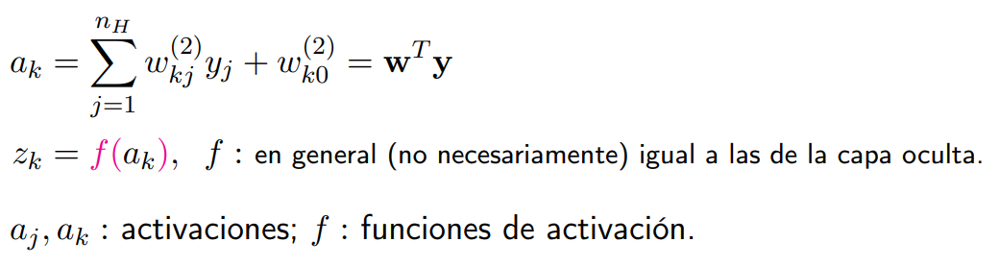 a_k = \sum_{j=1}^{n_H} w_{kj}^{(2)} y_j + w_{k0}^{(2)} = \mathbf{w}^T \mathbf{y}
z_k = f(a_k), f : en general (no necesariamente) igual a las de la capa oculta.
a_j, a_k : activaciones; f : funciones de activación.